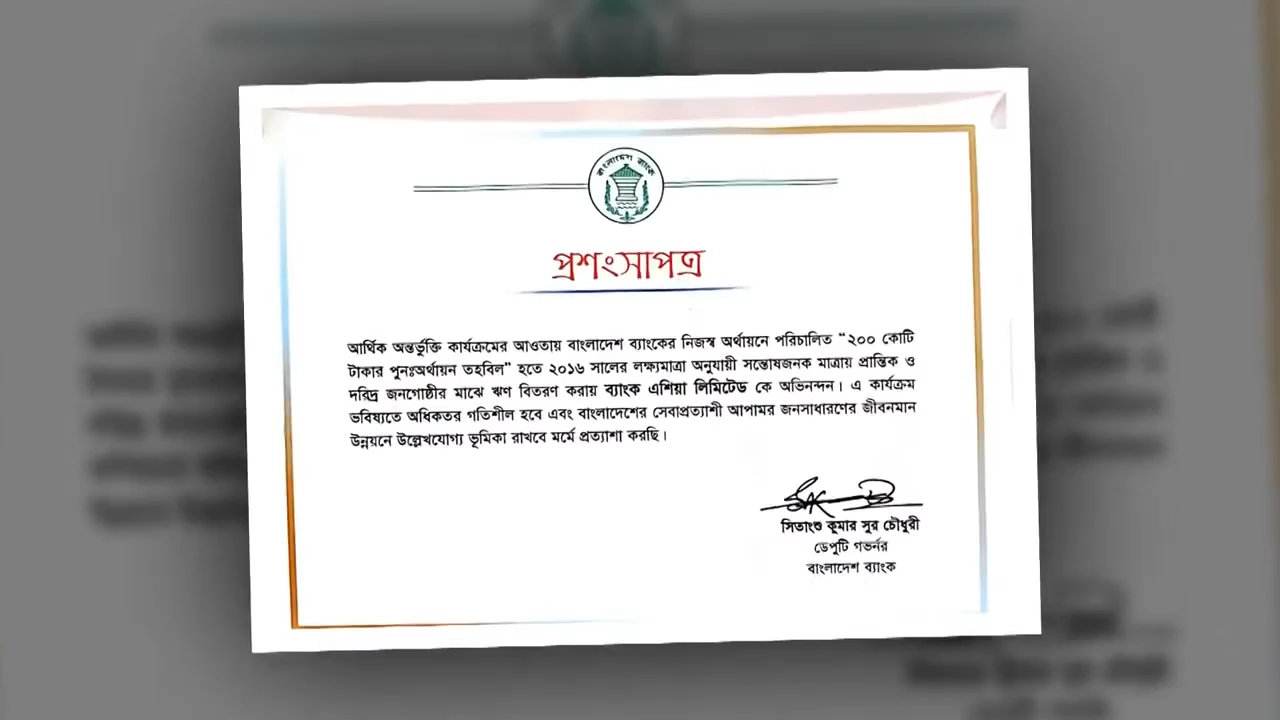 বাংলাদেশ ব্যাংক
প্রশংসাপত্র
আর্থিক অন্তর্ভুক্তি কার্যক্রমের আওতায় বাংলাদেশ ব্যাংকের নিজস্ব অর্থায়নে পরিচালিত “২০০ কোটি
টাকার পুনঃঅর্থায়ন তহবিল” হতে ২০১৬ সালের লক্ষ্যমাত্রা অনুযায়ী সন্তোষজনক মাত্রায় প্রান্তিক ও
দরিদ্র জনগোষ্ঠীর মাঝে ঋণ বিতরণ করায় ব্যাংক এশিয়া লিমিটেড কে অভিনন্দন। এ কার্যক্রম
ভবিষ্যতে অধিকতর গতিশীল হবে এবং বাংলাদেশের সেবাপ্রত্যাশী আপামর জনসাধারণের জীবনমান
উন্নয়নে উল্লেখযোগ্য ভূমিকা রাখবে মর্মে প্রত্যাশা করছি।
সিতাংশু কুমার সুর চৌধুরী
ডেপুটি গভর্নর
বাংলাদেশ ব্যাংক